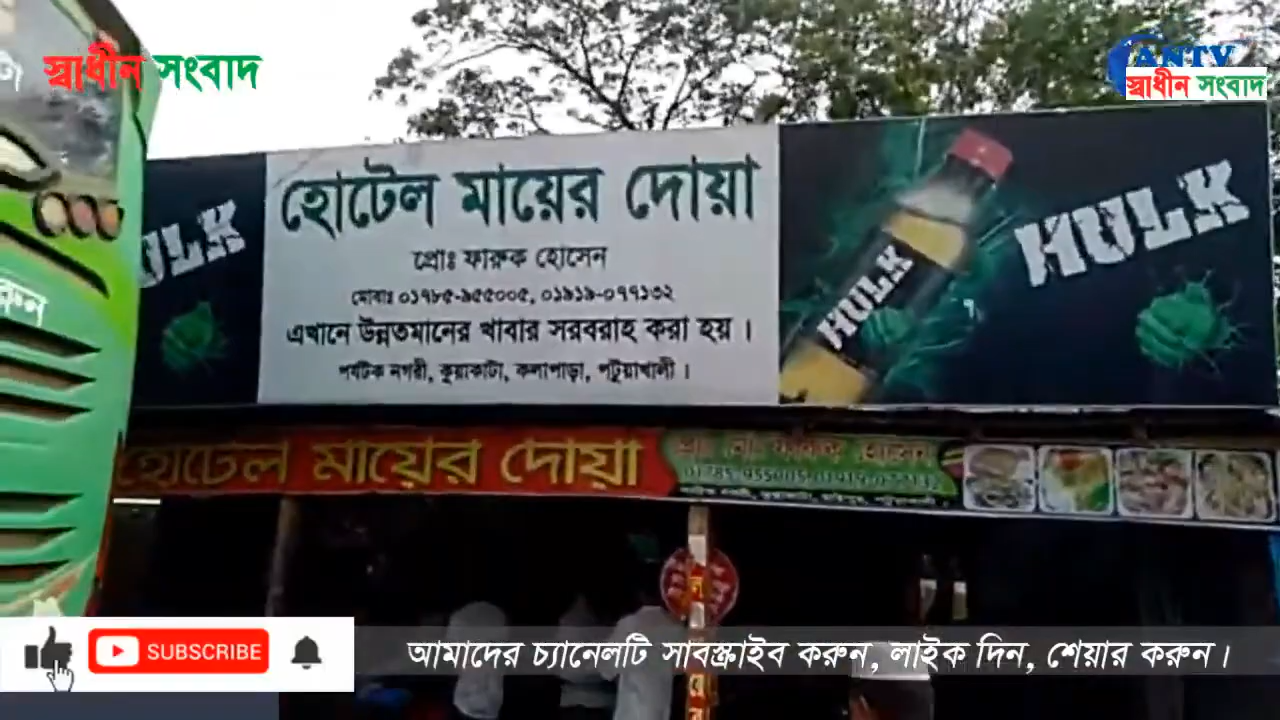 স্বাধীন সংবাদ
ANTV
স্বাধীন সংবাদ
হোটেল মায়ের দোয়া
প্রোঃ ফারুক হোসেন
মোবাঃ ০১৭৮৫-৯৫৫০০৫, ০১৯১৯-০৭৭১৩২
এখানে উন্নতমানের খাবার সরবরাহ করা হয় ।
পর্যটক নগরী, কুয়াকাটা, কলাপাড়া, পটুয়াখালী ।
HULK
HULK
হোটেল মায়ের দোয়া
প্রোঃ মোঃ ফারুক হোসেন
SUBSCRIBE
আমাদের চ্যানেলটি সাবস্ক্রাইব করুন, লাইক দিন, শেয়ার করুন।